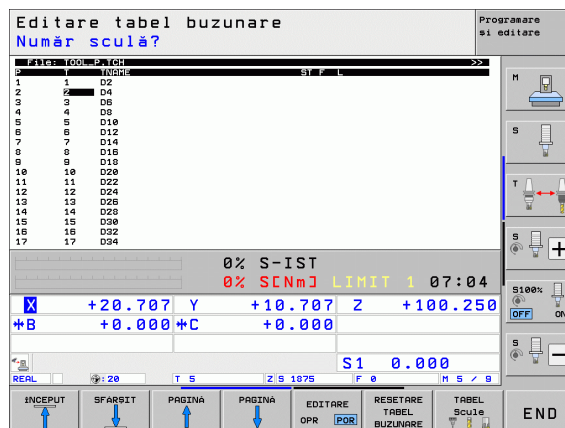 Editare tabel buzunare
Număr sculă?
Programare
şi editare
File: TOOL_P.TCH >>
P T TNAME ST F L
1 1 D2
2 2 D4
3 3 D6
4 4 D8
5 5 D10
6 6 D12
7 7 D14
8 8 D16
9 9 D18
10 10 D20
11 11 D22
12 12 D24
13 13 D26
14 14 D28
15 15 D30
16 16 D32
17 17 D34
0% S-IST
0% S[Nm] LIMIT 1 07:04
X +20.707 Y +10.707 Z +100.250
B +0.000 C +0.000
S1 0.000
REAL : 20 T 5 Z S 1875 F 0 M 5 / 9
M
S
T
S +
S100%
OFF ON
S -
ÎNCEPUT
SFÂRŞIT
PAGINĂ
PAGINĂ
EDITARE
OPR POR
RESETARE
TABEL
BUZUNARE
TABEL
Scule
END